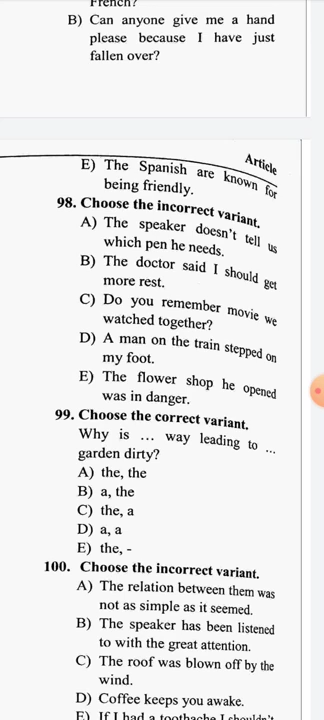 French?
B) Can anyone give me a hand
please because I have just
fallen over?
Article
E) The Spanish are known for
being friendly.
98. Choose the incorrect variant.
A) The speaker doesn't tell us
which pen he needs.
B) The doctor said I should get
more rest.
C) Do you remember movie we
watched together?
D) A man on the train stepped on
my foot.
E) The flower shop he opened
was in danger.
99. Choose the correct variant.
Why is ... way leading to ...
garden dirty?
A) the, the
B) a, the
C) the, a
D) a, a
E) the, -
100. Choose the incorrect variant.
A) The relation between them was
not as simple as it seemed.
B) The speaker has been listened
to with the great attention.
C) The roof was blown off by the
wind.
D) Coffee keeps you awake.
E) If I had a toothache I shouldn't